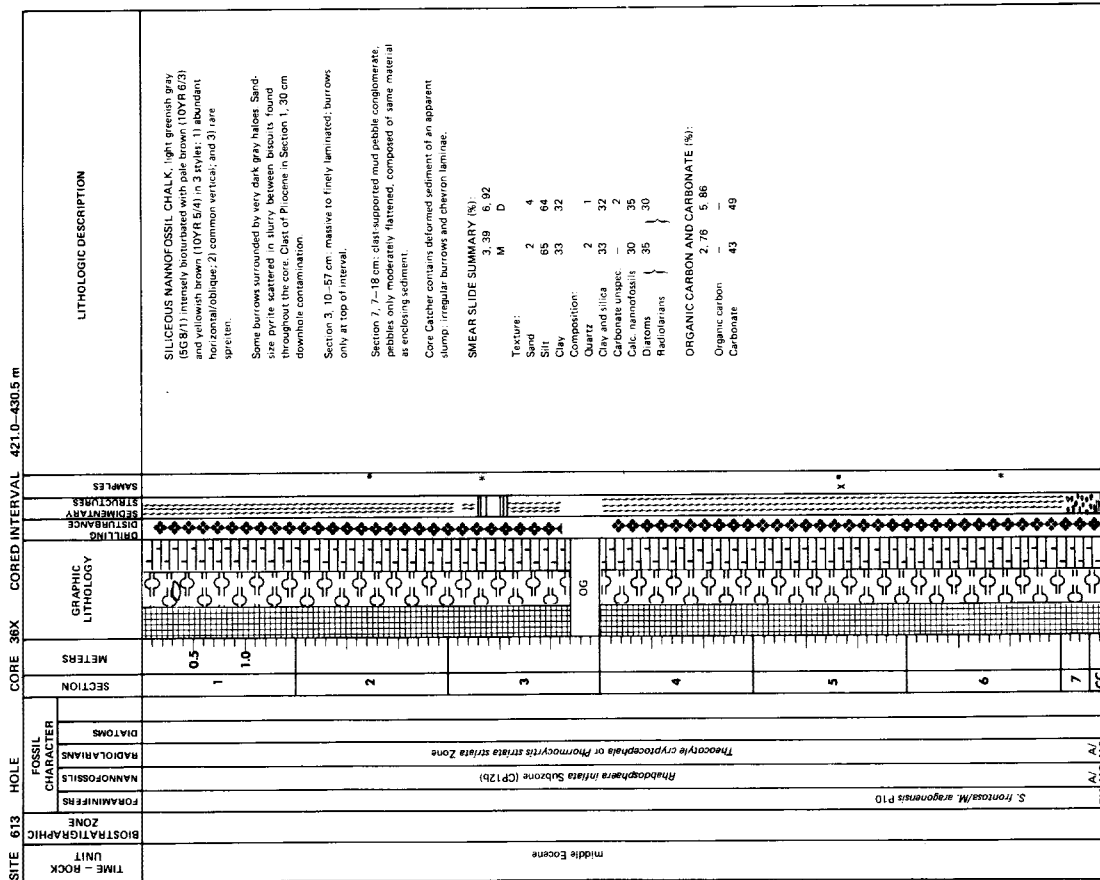 SITE 613 HOLE CORE 36X CORED INTERVAL 421.0–430.5 m
TIME – ROCK UNIT
BIOSTRATIGRAPHIC ZONE
FOSSIL CHARACTER
FORAMINIFERS
NANNOFOSSILS
RADIOLARIANS
DIATOMS
SECTION
METERS
GRAPHIC LITHOLOGY
DRILLING DISTURBANCE
SEDIMENTARY STRUCTURES
SAMPLES
LITHOLOGIC DESCRIPTION
middle Eocene
S. frontosa/M. aragonensis P10
Rhabdosphaera inflata Subzone (CP12b)
Theocotyle cryptocephala or Phormocyrtis striata striata Zone
A/
A/
1
2
3
4
5
6
7
CC
0.5
1.0
OG
*
*
*
X
*
SILICEOUS NANNOFOSSIL CHALK, light greenish gray
(5G 8/1) intensely bioturbated with pale brown (10YR 6/3)
and yellowish brown (10YR 5/4) in 3 styles: 1) abundant
horizontal/oblique; 2) common vertical; and 3) rare
spreiten.
Some burrows surrounded by very dark gray haloes. Sand-
size pyrite scattered in slurry between biscuits found
throughout the core. Clast of Pliocene in Section 1, 30 cm
downhole contamination.
Section 3, 10–57 cm: massive to finely laminated; burrows
only at top of interval.
Section 7, 7–18 cm: clast-supported mud pebble conglomerate,
pebbles only moderately flattened, composed of same material
as enclosing sediment.
Core Catcher contains deformed sediment of an apparent
slump: irregular burrows and chevron laminae.
SMEAR SLIDE SUMMARY (%):
3, 39 6, 92
M D
Texture:
Sand 2 4
Silt 65 64
Clay 33 32
Composition:
Quartz 2 1
Clay and silica 33 32
Carbonate unspec. – 2
Calc. nannofossils 30 35
Diatoms } 35 } 30
Radiolarians
ORGANIC CARBON AND CARBONATE (%):
2, 76 5, 86
Organic carbon – –
Carbonate 43 49